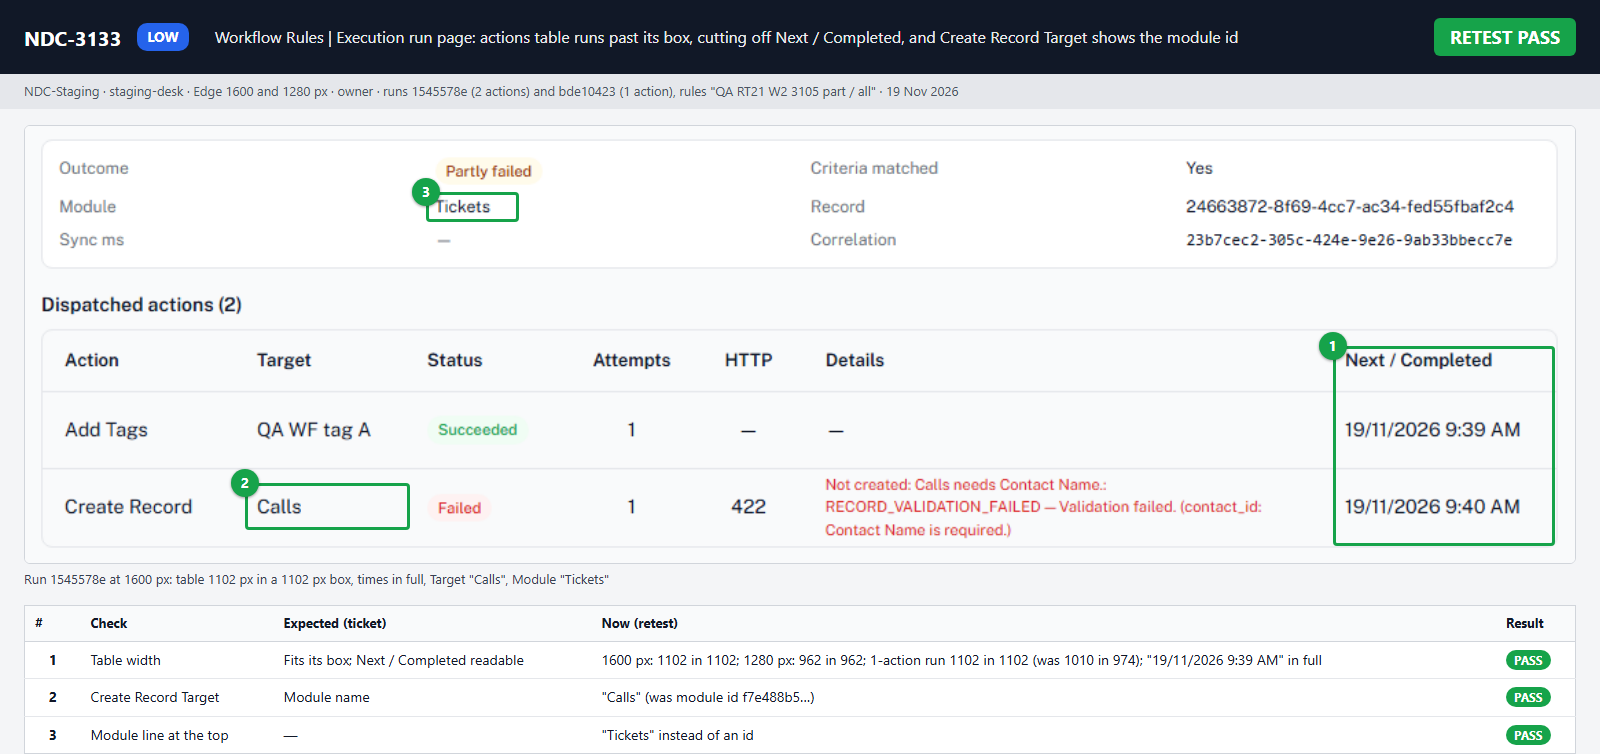 NDC-3133 LOW Workflow Rules | Execution run page: actions table runs past its box, cutting off Next / Completed, and Create Record Target shows the module id RETEST PASS
NDC-Staging · staging-desk · Edge 1600 and 1280 px · owner · runs 1545578e (2 actions) and bde10423 (1 action), rules "QA RT21 W2 3105 part / all" · 19 Nov 2026
Outcome Partly failed Criteria matched Yes
3
Module Tickets Record 24663872-8f69-4cc7-ac34-fed55fbaf2c4
Sync ms — Correlation 23b7cec2-305c-424e-9e26-9ab33bbecc7e
Dispatched actions (2)
1
Action Target Status Attempts HTTP Details Next / Completed
Add Tags QA WF tag A Succeeded 1 — — 19/11/2026 9:39 AM
2
Create Record Calls Failed 1 422 Not created: Calls needs Contact Name.: 19/11/2026 9:40 AM
RECORD_VALIDATION_FAILED — Validation failed. (contact_id:
Contact Name is required.)
Run 1545578e at 1600 px: table 1102 px in a 1102 px box, times in full, Target "Calls", Module "Tickets"
# Check Expected (ticket) Now (retest) Result
1 Table width Fits its box; Next / Completed readable 1600 px: 1102 in 1102; 1280 px: 962 in 962; 1-action run 1102 in 1102 (was 1010 in 974); "19/11/2026 9:39 AM" in full PASS
2 Create Record Target Module name "Calls" (was module id f7e488b5...) PASS
3 Module line at the top — "Tickets" instead of an id PASS